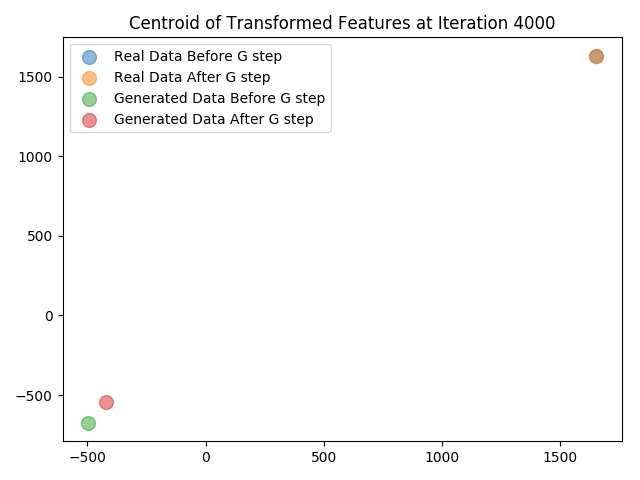 Centroid of Transformed Features at Iteration 4000
Real Data Before G step
Real Data After G step
Generated Data Before G step
Generated Data After G step
1500
1000
500
0
−500
−500
0
500
1000
1500